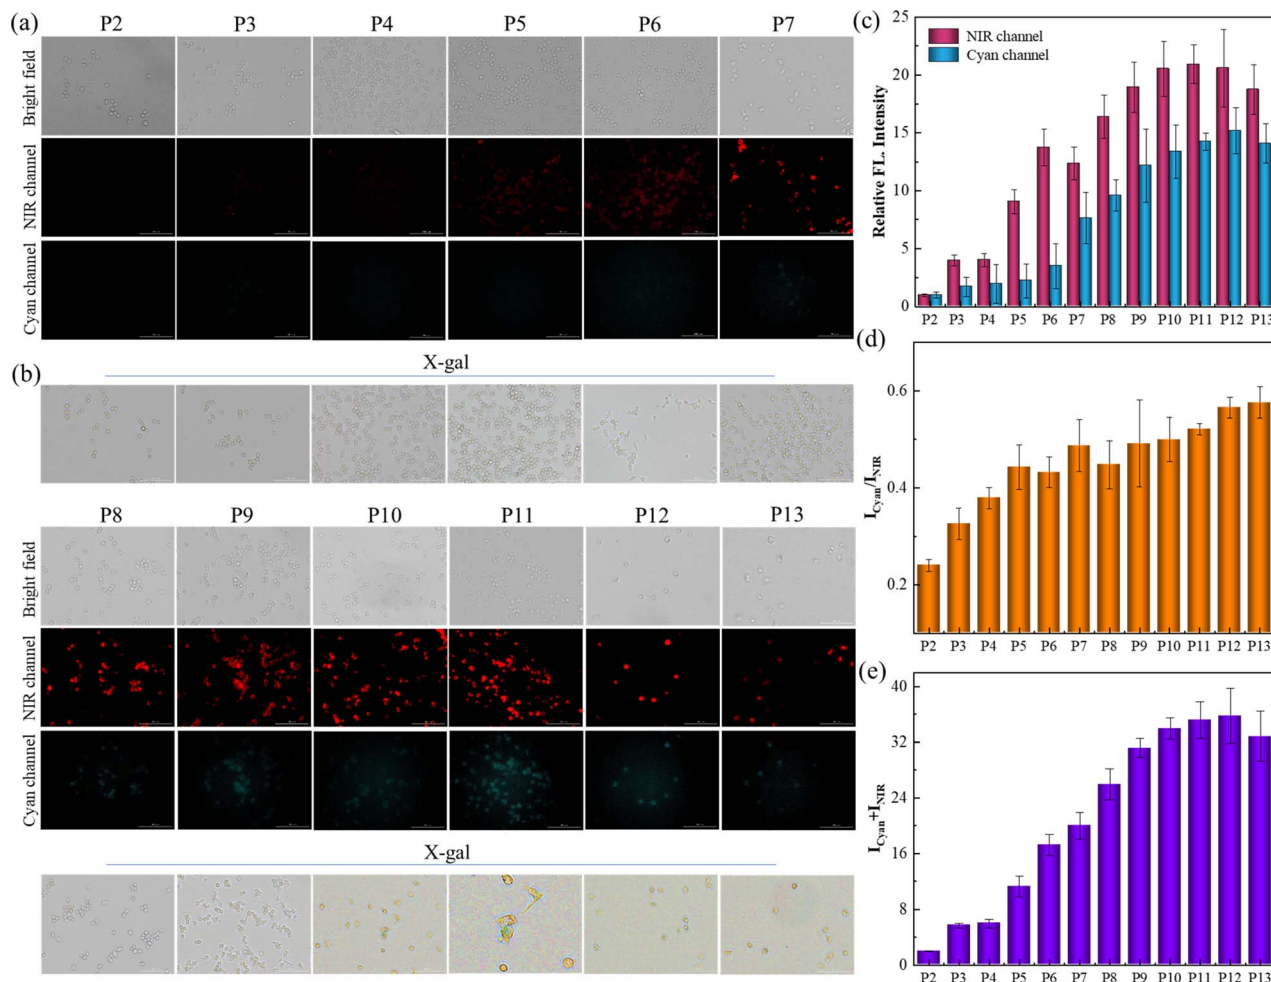 (a) P2 P3 P4 P5 P6 P7
Bright field
NIR channel
Cyan channel
(b) X-gal
P8 P9 P10 P11 P12 P13
Bright field
NIR channel
Cyan channel
X-gal
(c)
25
20
15
10
5
0
Relative FL. Intensity
NIR channel
Cyan channel
P2 P3 P4 P5 P6 P7 P8 P9 P10 P11 P12 P13
(d)
0.6
0.4
0.2
I_Cyan/I_NIR
P2 P3 P4 P5 P6 P7 P8 P9 P10 P11 P12 P13
(e)
40
32
24
16
8
0
I_Cyan+I_NIR
P2 P3 P4 P5 P6 P7 P8 P9 P10 P11 P12 P13